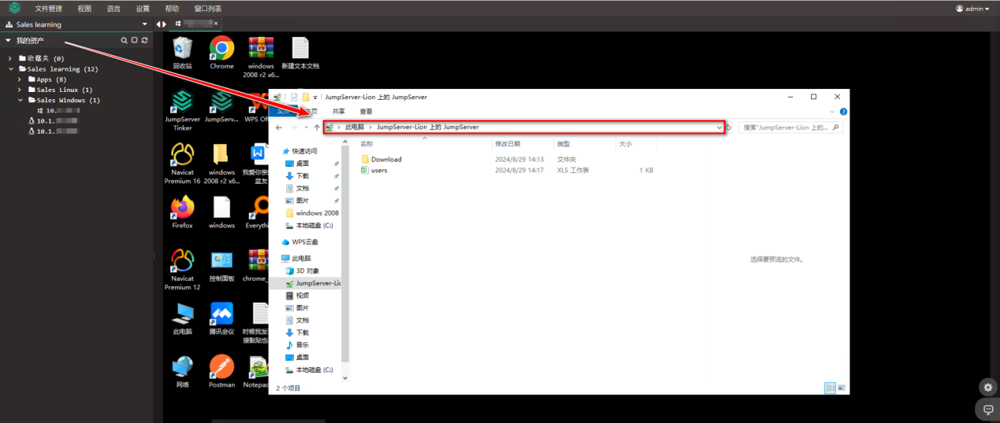 文件管理 视图 语言 设置 帮助 窗口列表 admin
Sales learning
我的资产
收藏夹 (0)
Sales learning (12)
Apps (8)
Sales Linux (1)
Sales Windows (1)
10.
10.1.
10.1.
回收站
Chrome
windows
2008 r2 x6...
新建文本文档
JumpServer
Tinker
JumpServ...
WPS Of
Navicat
Premium 16
windows
2008 r2 x6...
我爱你亲
盆友
Firefox
windows
Everythi
Navicat
Premium 12
控制面板
chrome_
此电脑
腾讯会议
时候我发
接黏贴也
网络
Postman
Notepad
JumpServer-Lion 上的 JumpServer
共享 查看
此电脑 JumpServer-Lion 上的 JumpServer
搜索"JumpServer-Lion 上的...
名称 修改日期 类型 大小
Download 2024/8/29 14:13 文件夹
users 2024/8/29 14:17 XLS 工作表 1 KB
快速访问
桌面
下载
文档
图片
windows 2008
本地磁盘 (C:)
WPS云盘
此电脑
3D 对象
JumpServer-Lio
视频
图片
文档
下载
音乐
桌面
本地磁盘 (C:)
选择要预览的文件。
2 个项目